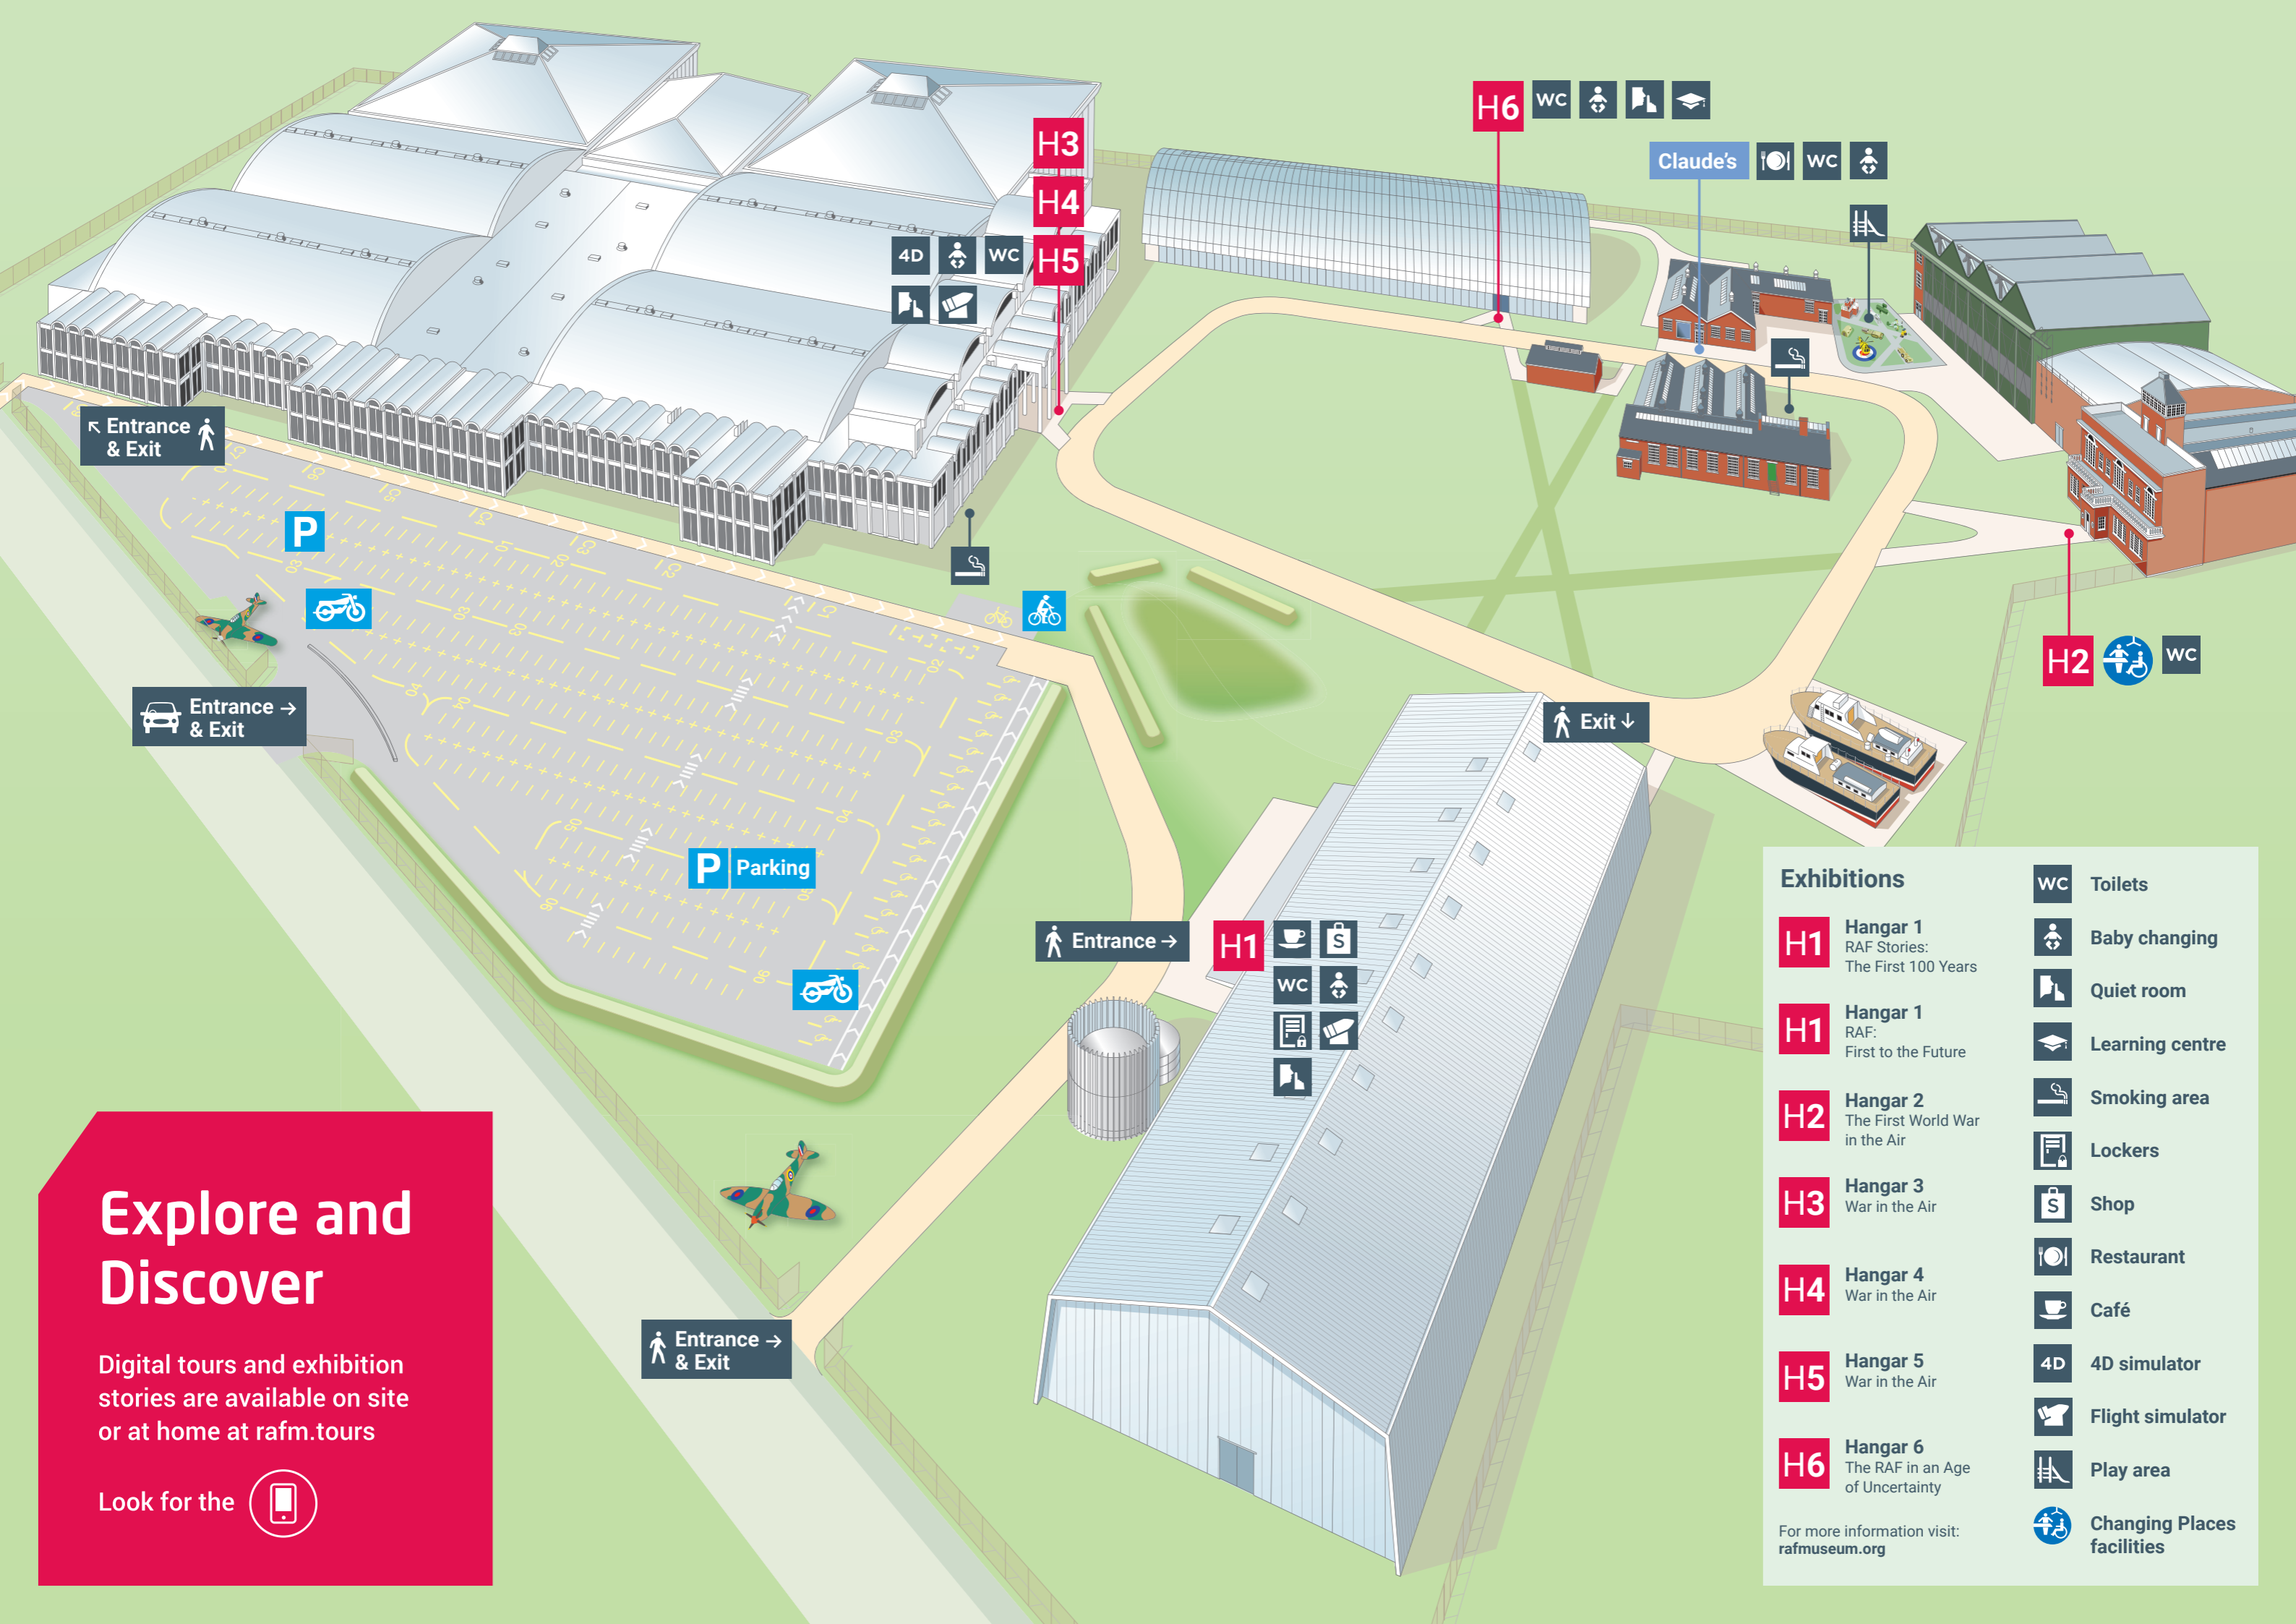 H3
H4
H5
4D
WC
H6
WC
Claude's
WC
Entrance
& Exit
P
Entrance
& Exit
H2
WC
Exit
P Parking
Entrance
H1
S
WC
Entrance
& Exit
Explore and
Discover
Digital tours and exhibition
stories are available on site
or at home at rafm.tours
Look for the
Exhibitions
H1
Hangar 1
RAF Stories:
The First 100 Years
H1
Hangar 1
RAF:
First to the Future
H2
Hangar 2
The First World War
in the Air
H3
Hangar 3
War in the Air
H4
Hangar 4
War in the Air
H5
Hangar 5
War in the Air
H6
Hangar 6
The RAF in an Age
of Uncertainty
For more information visit:
rafmuseum.org
WC Toilets
Baby changing
Quiet room
Learning centre
Smoking area
Lockers
S Shop
Restaurant
Café
4D 4D simulator
Flight simulator
Play area
Changing Places
facilities